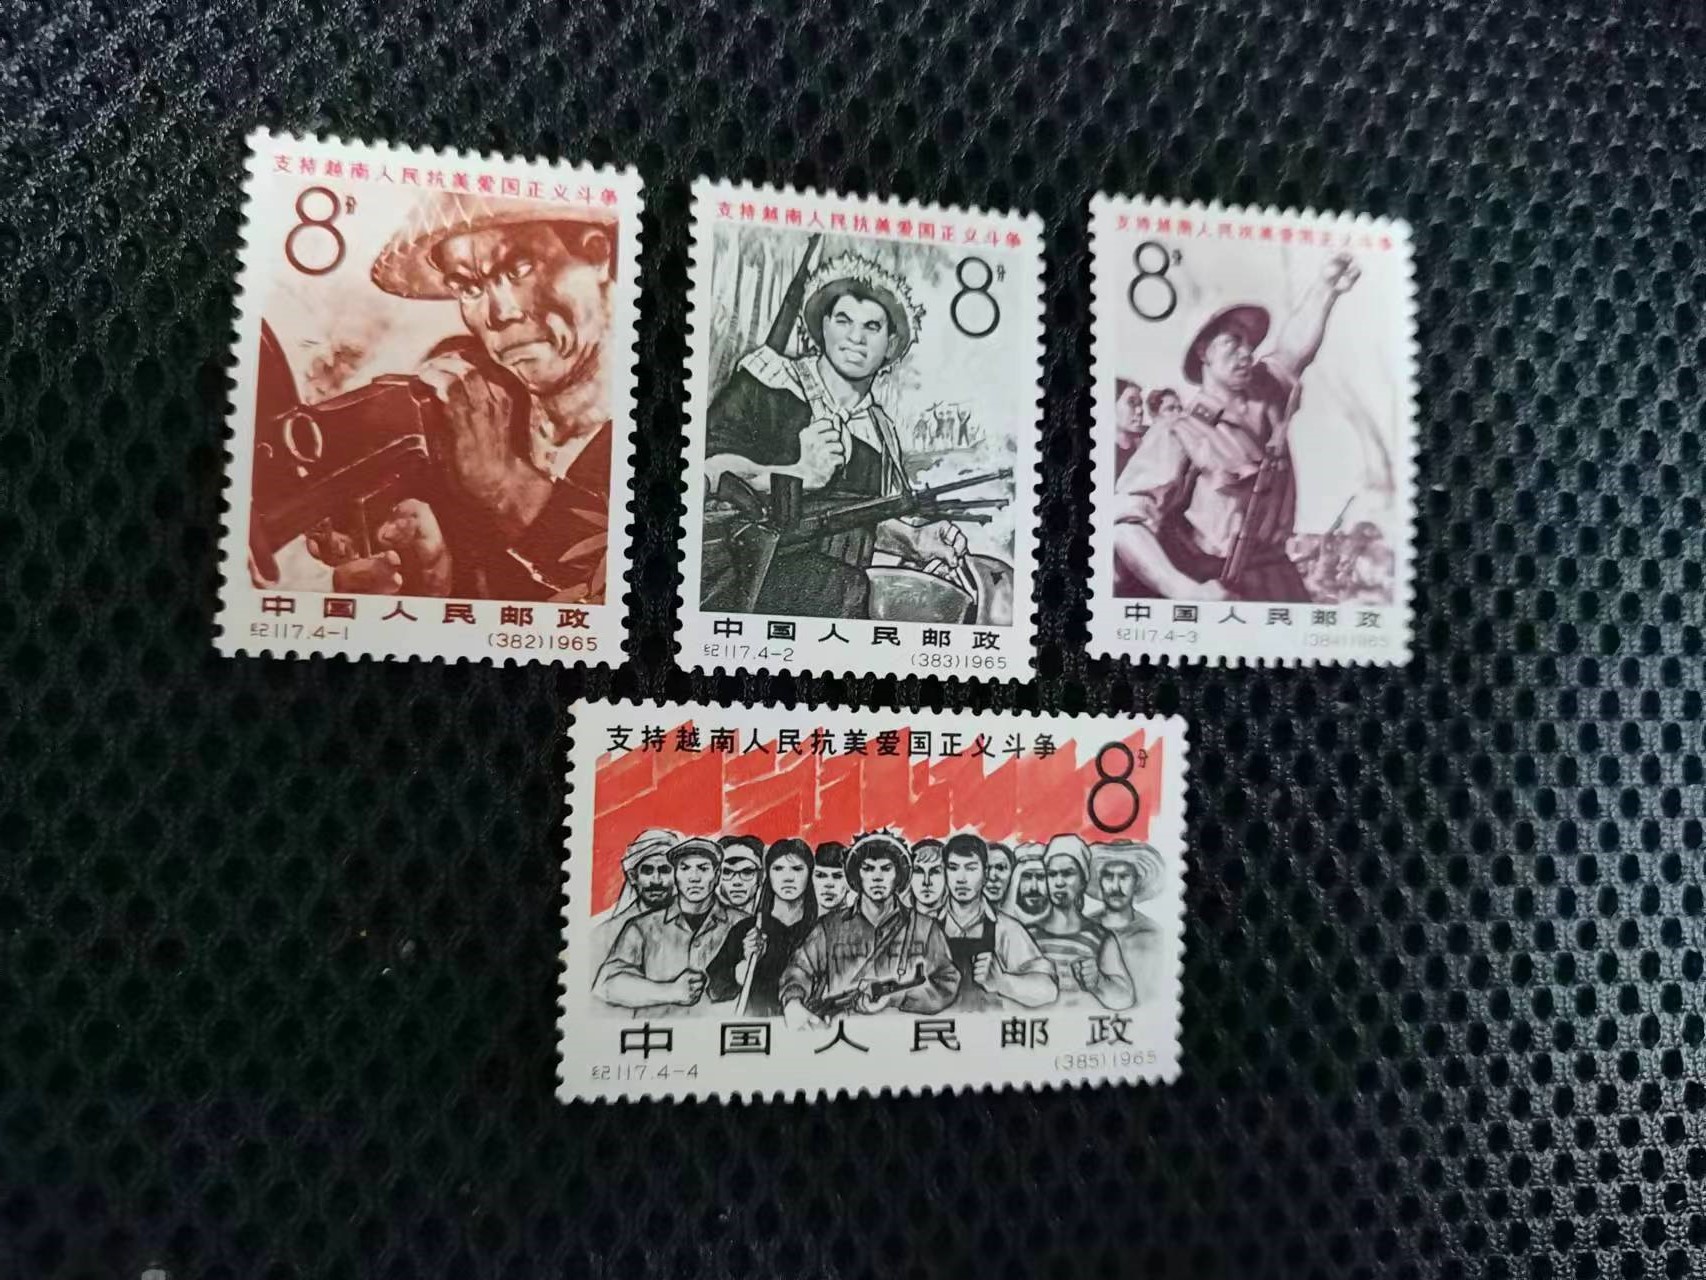 支持越南人民抗美爱国正义斗争
8分
中国人民邮政
纪117.4-1 (382)1965
支持越南人民抗美爱国正义斗争
8分
中国人民邮政
纪117.4-2 (383)1965
支持越南人民抗美爱国正义斗争
8分
中国人民邮政
纪117.4-3 (384)1965
支持越南人民抗美爱国正义斗争
8分
中国人民邮政
纪117.4-4 (385)1965